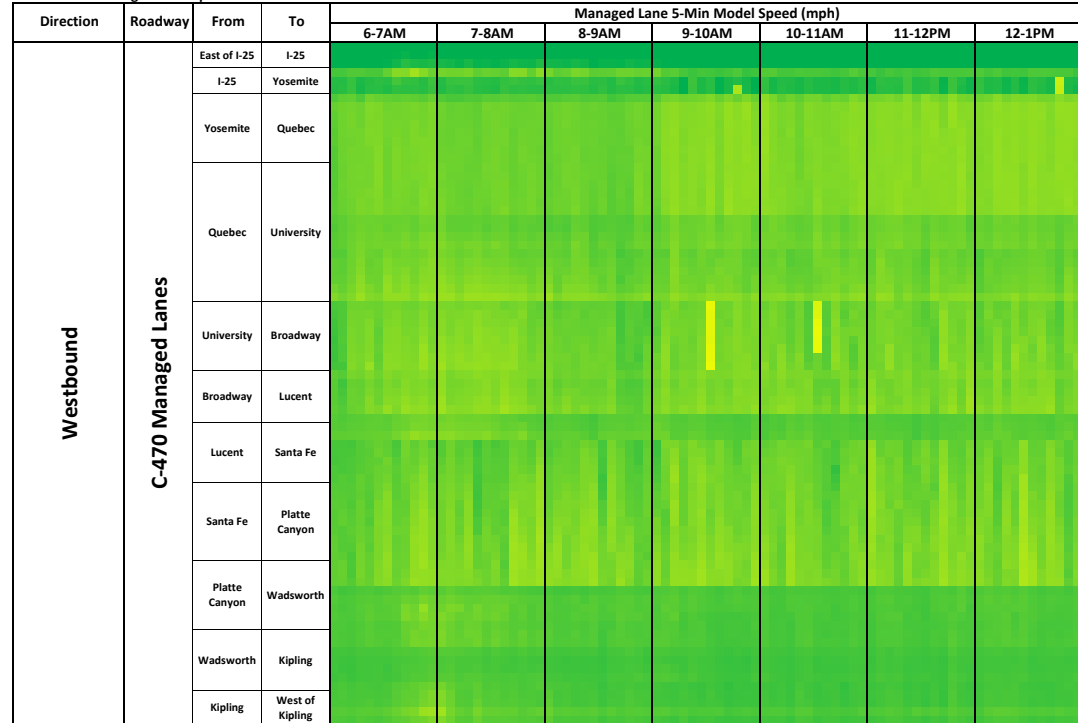 Direction Roadway From To Managed Lane 5-Min Model Speed (mph)
6-7AM 7-8AM 8-9AM 9-10AM 10-11AM 11-12PM 12-1PM
Westbound
C-470 Managed Lanes
East of I-25 I-25
I-25 Yosemite
Yosemite Quebec
Quebec University
University Broadway
Broadway Lucent
Lucent Santa Fe
Santa Fe Platte
Canyon
Platte
Canyon Wadsworth
Wadsworth Kipling
Kipling West of
Kipling